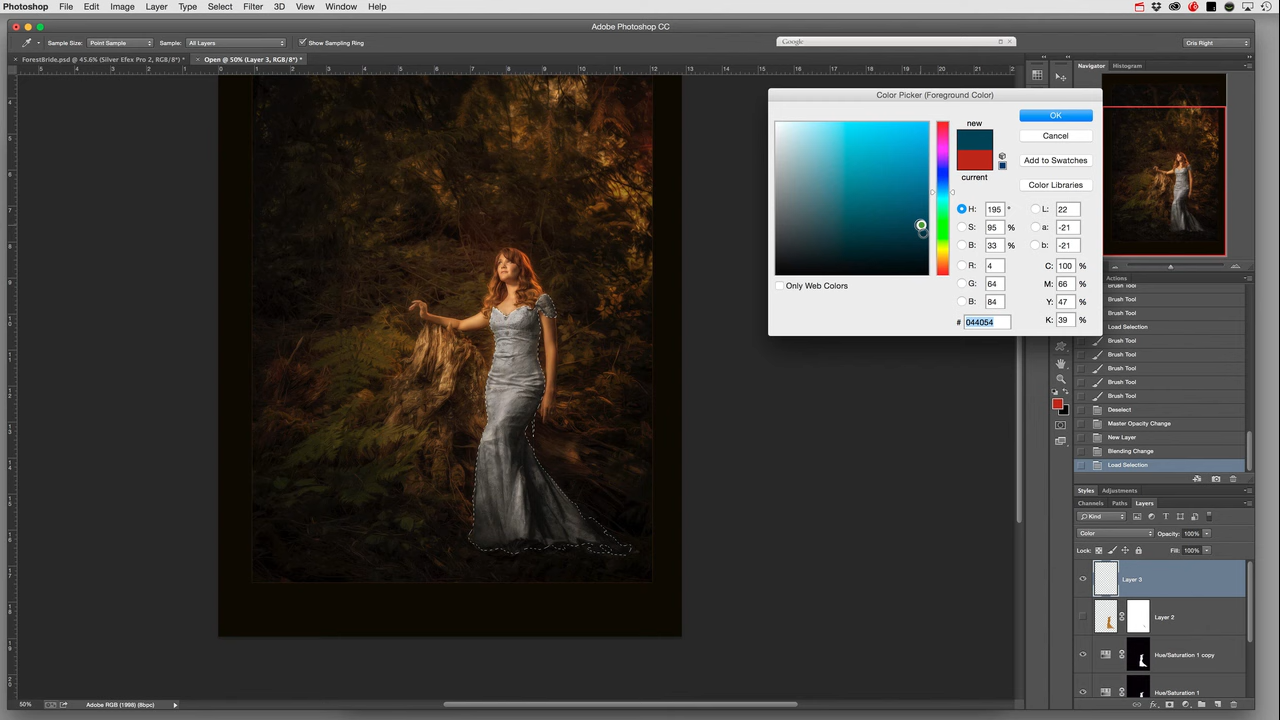 Photoshop File Edit Image Layer Type Select Filter 3D View Window Help
Adobe Photoshop CC
Sample Size: Point Sample Sample: All Layers Show Sampling Ring
Google
Cris Right
ForestBride.psd @ 45.6% (Silver Efex Pro 2, RGB/8*) *
Open @ 50% (Layer 3, RGB/8*) *
Navigator Histogram
Color Picker (Foreground Color)
new
current
OK
Cancel
Add to Swatches
Color Libraries
H: 195 °
S: 95 %
B: 33 %
R: 4
G: 64
B: 84
L: 22
a: -21
b: -21
C: 100 %
M: 66 %
Y: 47 %
K: 39 %
# 044054
Only Web Colors
Actions
Brush Tool
Brush Tool
Brush Tool
Load Selection
Brush Tool
Brush Tool
Brush Tool
Brush Tool
Brush Tool
Deselect
Master Opacity Change
New Layer
Blending Change
Load Selection
Styles Adjustments
Channels Paths Layers
Kind
Color Opacity: 100%
Lock: Fill: 100%
Layer 3
Layer 2
Hue/Saturation 1 copy
Hue/Saturation 1
50% Adobe RGB (1998) (8bpc)